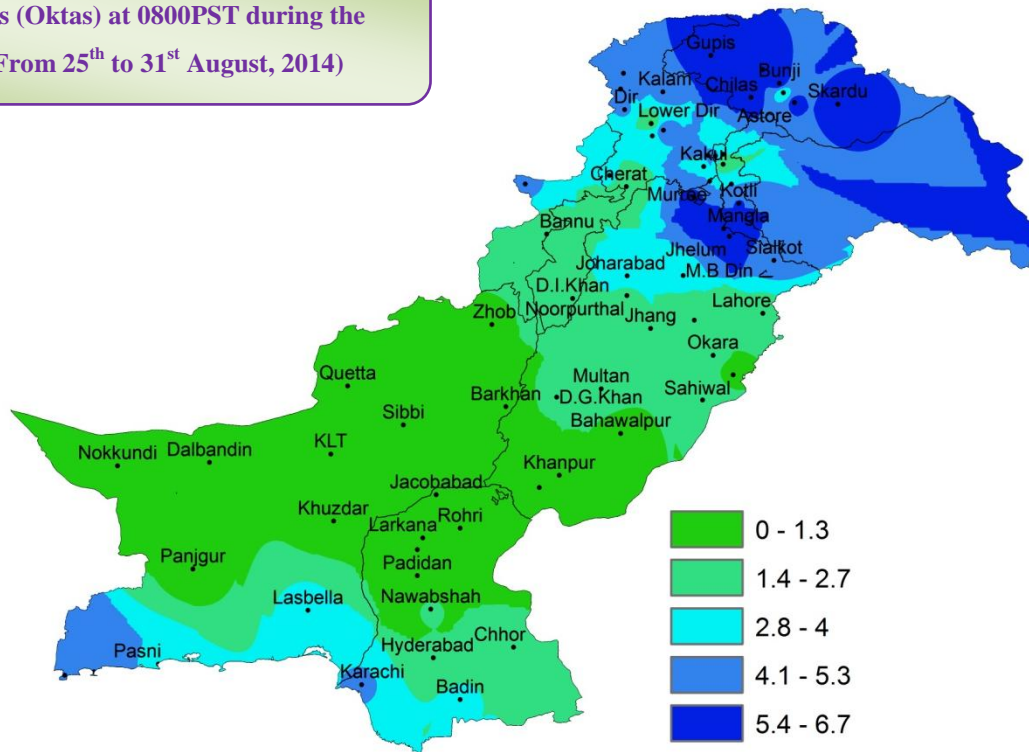 s (Oktas) at 0800PST during the
From 25th to 31st August, 2014)
Gupis
Kalam
Bunji
Chilas
Skardu
Dir
Lower Dir
Astore
Kakul
Cherat
Murree
Kotli
Bannu
Mangla
Jhelum
Sialkot
Joharabad
M.B Din
D.I.Khan
Noorpurthal
Lahore
Zhob
Jhang
Okara
Quetta
Multan
Barkhan
D.G.Khan
Sahiwal
Sibbi
Bahawalpur
Nokkundi
Dalbandin
KLT
Khanpur
Jacobabad
Khuzdar
Larkana
Rohri
Panjgur
Padidan
Lasbella
Nawabshah
Pasni
Hyderabad
Chhor
Karachi
Badin
0 - 1.3
1.4 - 2.7
2.8 - 4
4.1 - 5.3
5.4 - 6.7